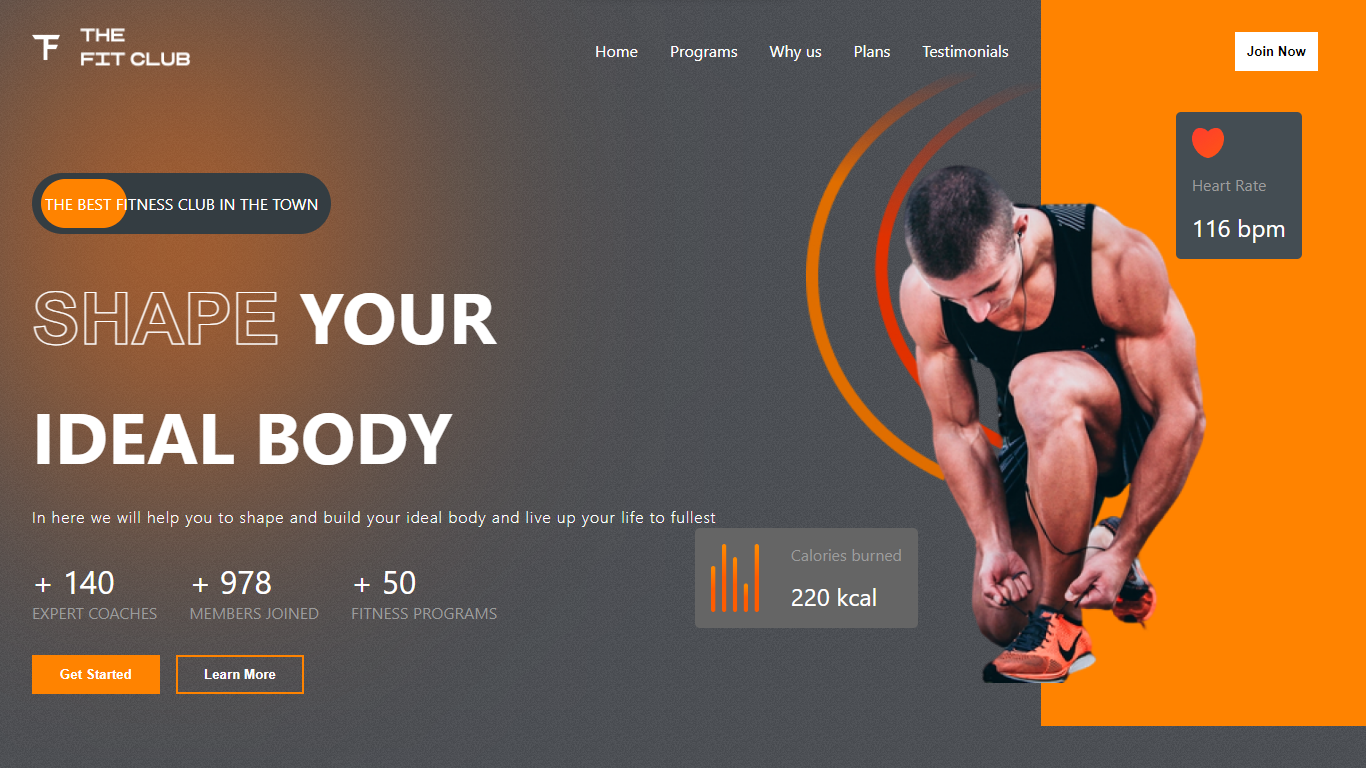 THE
FIT CLUB
Home Programs Why us Plans Testimonials
Join Now
Heart Rate
116 bpm
THE BEST FITNESS CLUB IN THE TOWN
SHAPE YOUR
IDEAL BODY
In here we will help you to shape and build your ideal body and live up your life to fullest
Calories burned
220 kcal
+ 140 + 978 + 50
EXPERT COACHES MEMBERS JOINED FITNESS PROGRAMS
Get Started Learn More